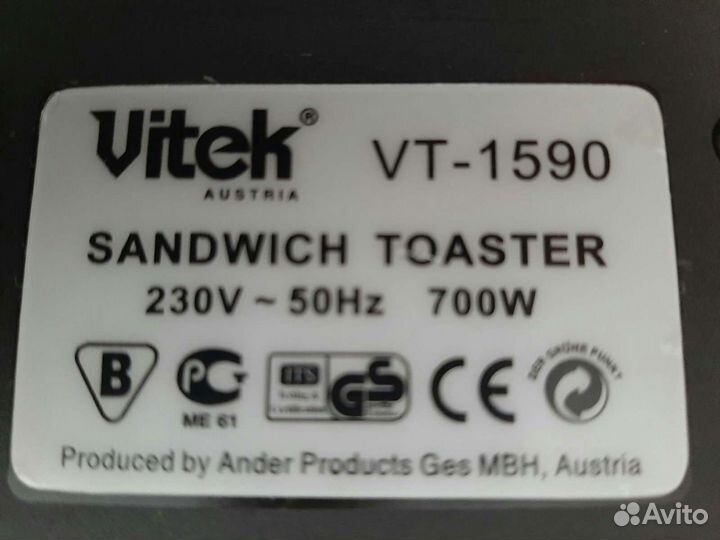 Vitek® VT-1590
AUSTRIA
SANDWICH TOASTER
230V ~ 50Hz 700W
B PC ITS GS CE DER GRÜNE PUNKT
ME 61
Produced by Ander Products Ges MBH, Austria
Avito